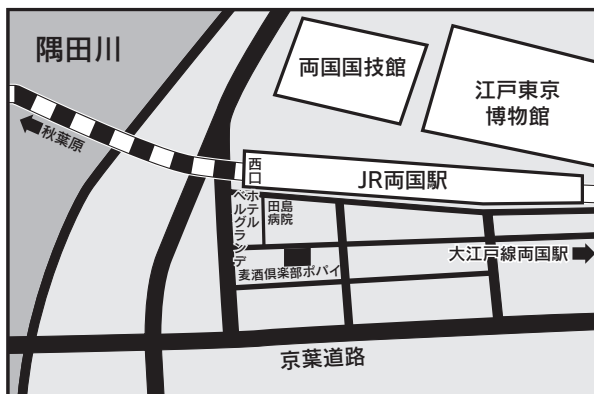 隅田川
両国国技館
江戸東京
博物館
秋葉原
西口
JR両国駅
ホテル
ベルグランデ
田島
病院
大江戸線両国駅
麦酒倶楽部ポパイ
京葉道路